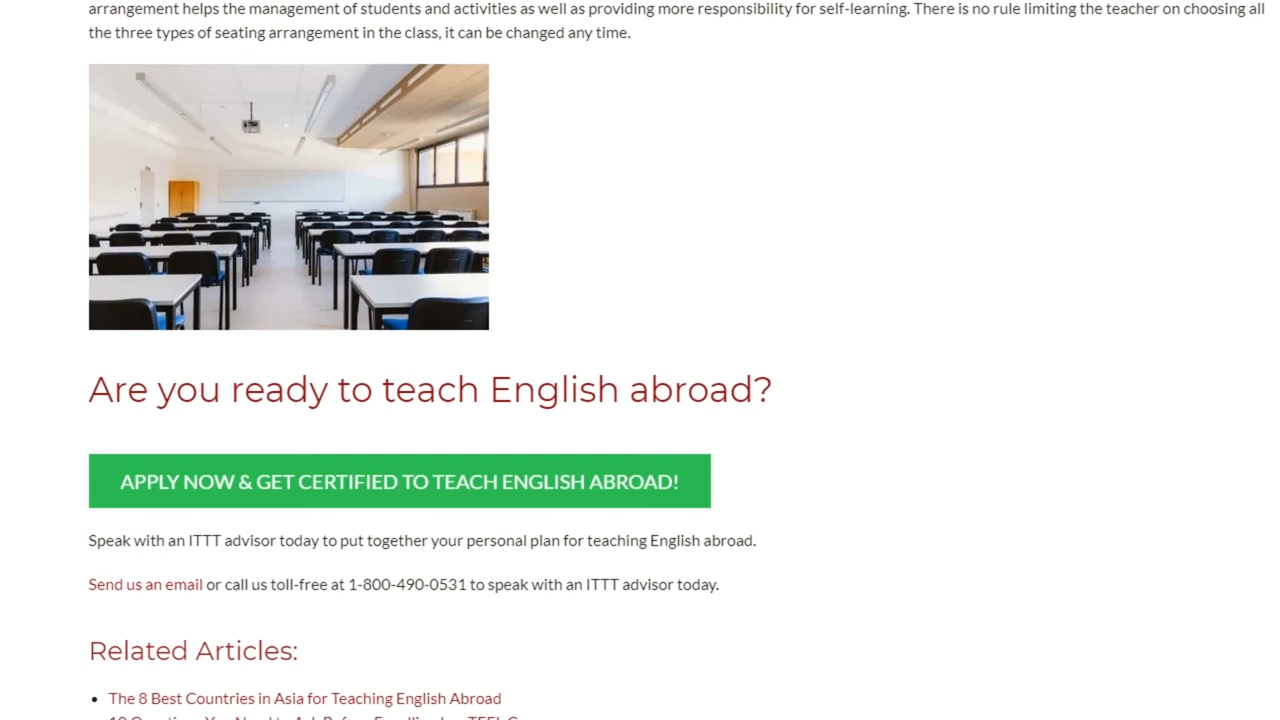 arrangement helps the management of students and activities as well as providing more responsibility for self-learning. There is no rule limiting the teacher on choosing all
the three types of seating arrangement in the class, it can be changed any time.
Are you ready to teach English abroad?
APPLY NOW & GET CERTIFIED TO TEACH ENGLISH ABROAD!
Speak with an ITTT advisor today to put together your personal plan for teaching English abroad.
Send us an email or call us toll-free at 1-800-490-0531 to speak with an ITTT advisor today.
Related Articles:
The 8 Best Countries in Asia for Teaching English Abroad